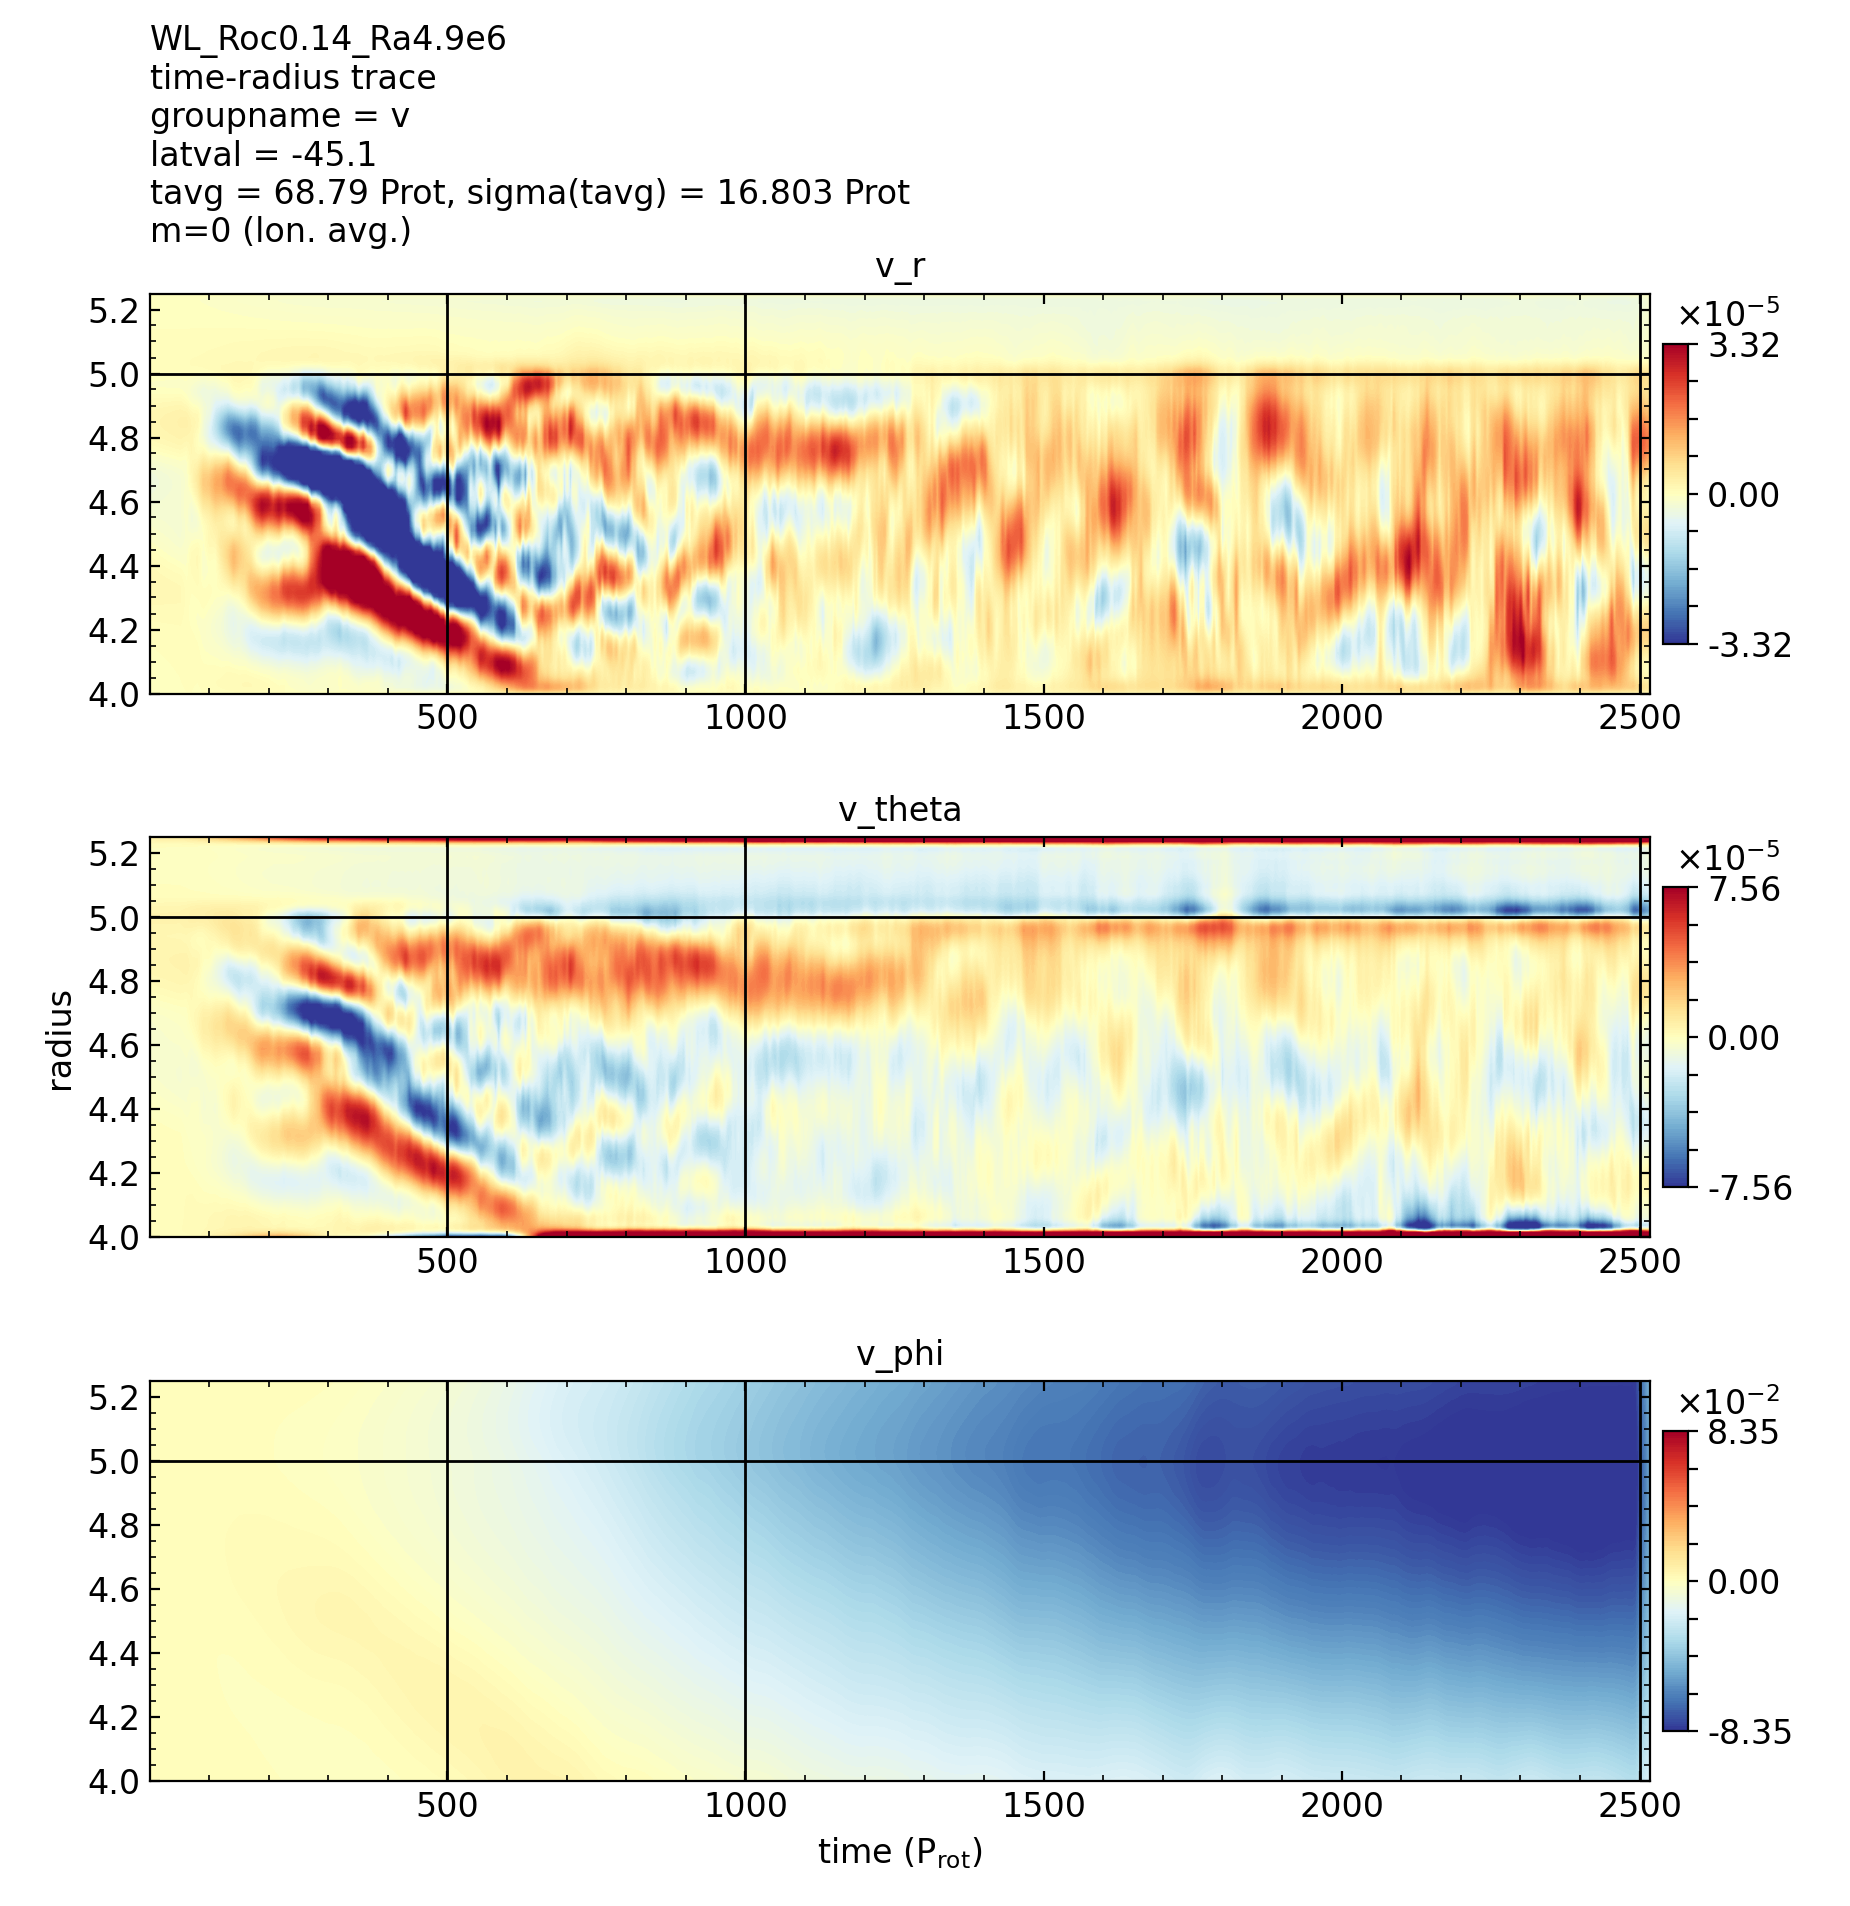 WL_Roc0.14_Ra4.9e6
time-radius trace
groupname = v
latval = -45.1
tavg = 68.79 Prot, sigma(tavg) = 16.803 Prot
m=0 (lon. avg.)
v_r
5.2
5.0
4.8
4.6
4.4
4.2
4.0
500 1000 1500 2000 2500
×10⁻⁵
3.32
0.00
-3.32
v_theta
radius
5.2
5.0
4.8
4.6
4.4
4.2
4.0
500 1000 1500 2000 2500
×10⁻⁵
7.56
0.00
-7.56
v_phi
5.2
5.0
4.8
4.6
4.4
4.2
4.0
500 1000 1500 2000 2500
×10⁻²
8.35
0.00
-8.35
time (P_rot)